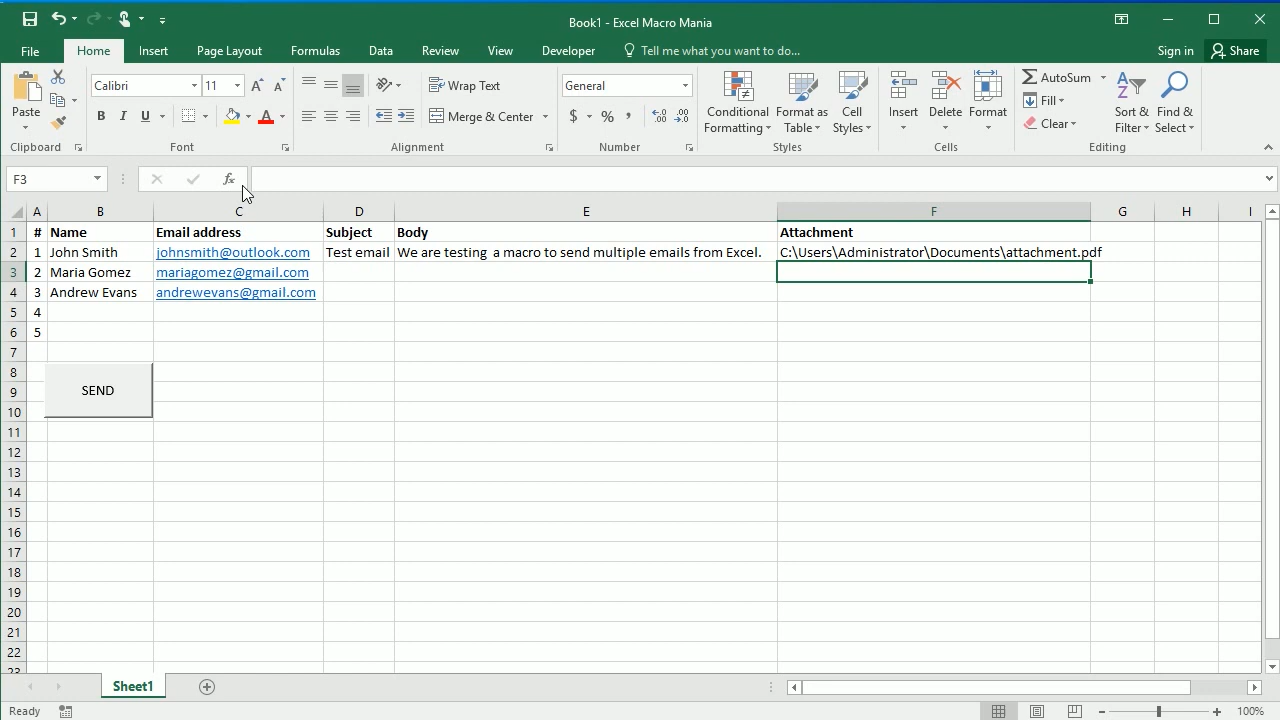 Book1 - Excel Macro Mania
File Home Insert Page Layout Formulas Data Review View Developer Tell me what you want to do... Sign in Share
Paste
Clipboard
Calibri 11 A A
B I U A
Font
Wrap Text
Merge & Center
Alignment
General
$ % ,
Number
Conditional Formatting
Format as Table
Cell Styles
Styles
Insert Delete Format
Cells
AutoSum
Fill
Clear
Sort & Filter
Find & Select
Editing
F3 fx
A B C D E F G H I
1 # Name Email address Subject Body Attachment
2 1 John Smith johnsmith@outlook.com Test email We are testing  a macro to send multiple emails from Excel. C:\Users\Administrator\Documents\attachment.pdf
3 2 Maria Gomez mariagomez@gmail.com
4 3 Andrew Evans andrewevans@gmail.com
5 4
6 5
7
8
9 SEND
10
11
12
13
14
15
16
17
18
19
20
21
22
23
Sheet1
Ready 100%